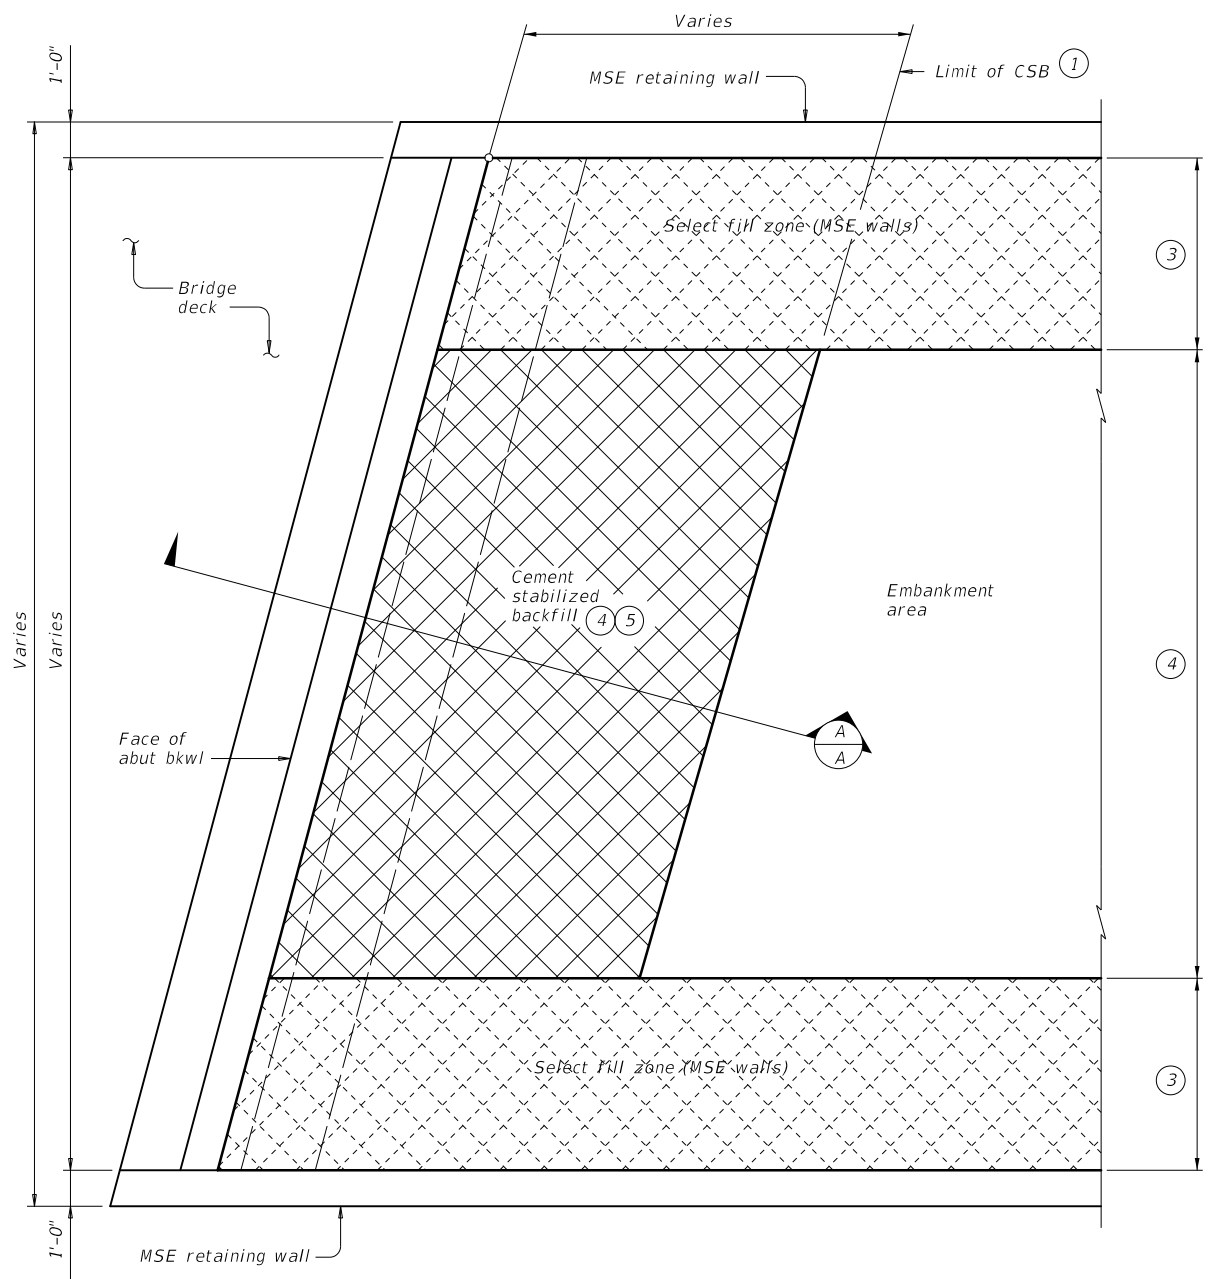 Varies
1'-0"
MSE retaining wall
Limit of CSB 1
Select fill zone (MSE walls)
3
Bridge
deck
Cement
stabilized
backfill 4 5
Embankment
area
Varies
Varies
4
Face of
abut bkwl
A
A
Select fill zone (MSE walls)
3
1'-0"
MSE retaining wall